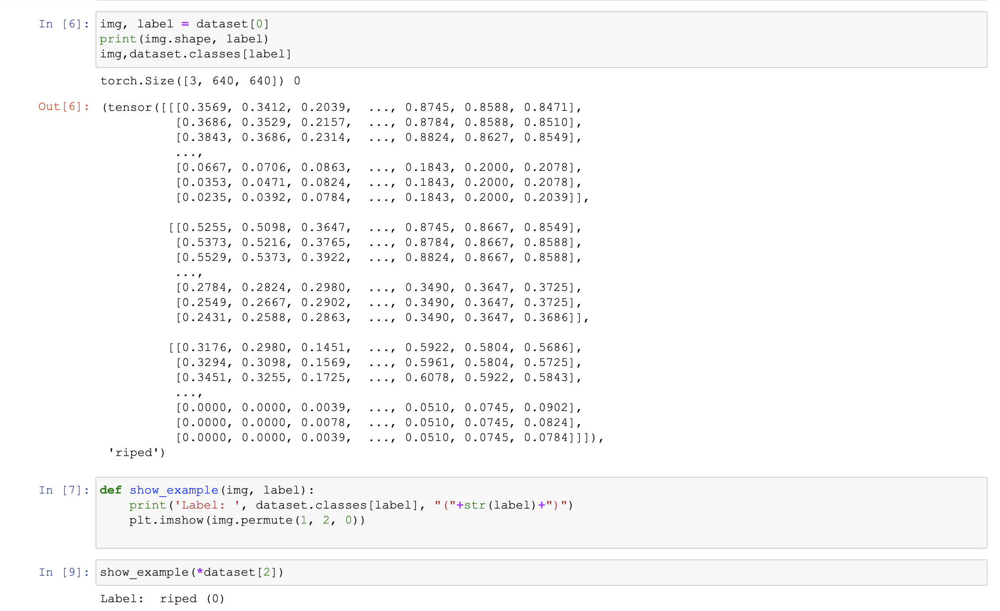 In [6]: img, label = dataset[0]
print(img.shape, label)
img,dataset.classes[label]
torch.Size([3, 640, 640]) 0
Out[6]: (tensor([[[0.3569, 0.3412, 0.2039,  ..., 0.8745, 0.8588, 0.8471],
[0.3686, 0.3529, 0.2157,  ..., 0.8784, 0.8588, 0.8510],
[0.3843, 0.3686, 0.2314,  ..., 0.8824, 0.8627, 0.8549],
...,
[0.0667, 0.0706, 0.0863,  ..., 0.1843, 0.2000, 0.2078],
[0.0353, 0.0471, 0.0824,  ..., 0.1843, 0.2000, 0.2078],
[0.0235, 0.0392, 0.0784,  ..., 0.1843, 0.2000, 0.2039]],
[[0.5255, 0.5098, 0.3647,  ..., 0.8745, 0.8667, 0.8549],
[0.5373, 0.5216, 0.3765,  ..., 0.8784, 0.8667, 0.8588],
[0.5529, 0.5373, 0.3922,  ..., 0.8824, 0.8667, 0.8588],
...,
[0.2784, 0.2824, 0.2980,  ..., 0.3490, 0.3647, 0.3725],
[0.2549, 0.2667, 0.2902,  ..., 0.3490, 0.3647, 0.3725],
[0.2431, 0.2588, 0.2863,  ..., 0.3490, 0.3647, 0.3686]],
[[0.3176, 0.2980, 0.1451,  ..., 0.5922, 0.5804, 0.5686],
[0.3294, 0.3098, 0.1569,  ..., 0.5961, 0.5804, 0.5725],
[0.3451, 0.3255, 0.1725,  ..., 0.6078, 0.5922, 0.5843],
...,
[0.0000, 0.0000, 0.0039,  ..., 0.0510, 0.0745, 0.0902],
[0.0000, 0.0000, 0.0078,  ..., 0.0510, 0.0745, 0.0824],
[0.0000, 0.0000, 0.0039,  ..., 0.0510, 0.0745, 0.0784]]]),
'riped')
In [7]: def show_example(img, label):
print('Label: ', dataset.classes[label], "("+str(label)+")")
plt.imshow(img.permute(1, 2, 0))
In [9]: show_example(*dataset[2])
Label:  riped (0)